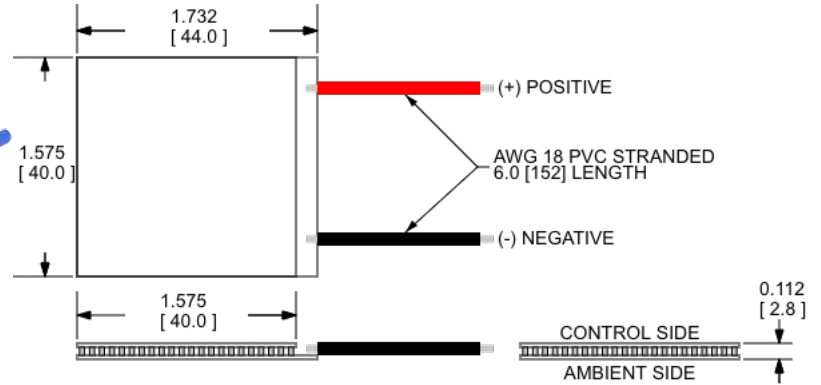 1.732
[ 44.0 ]
(+) POSITIVE
1.575
[ 40.0 ]
AWG 18 PVC STRANDED
6.0 [152] LENGTH
(-) NEGATIVE
1.575
[ 40.0 ]
0.112
[ 2.8 ]
CONTROL SIDE
AMBIENT SIDE